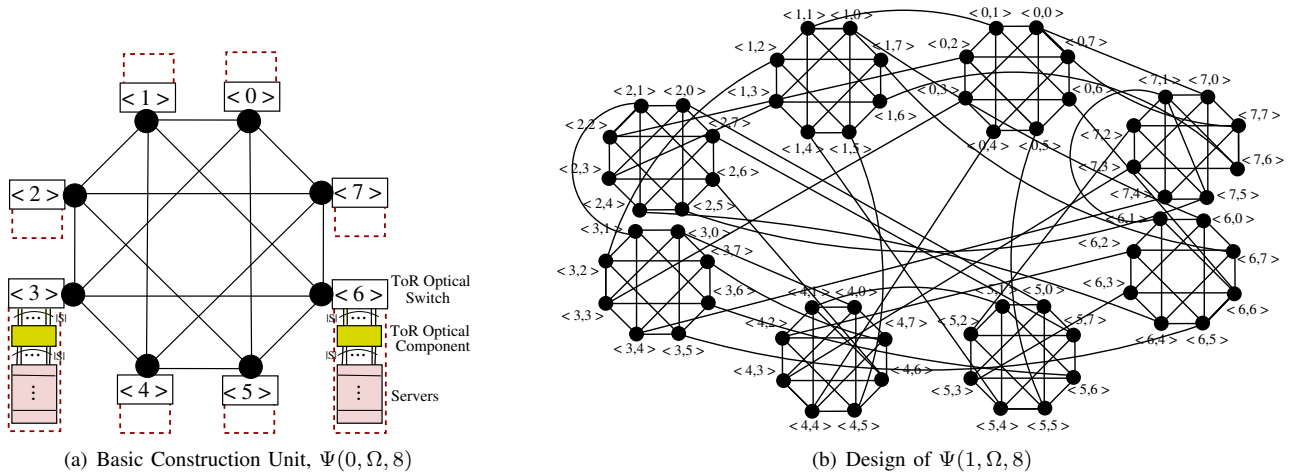 < 1 >
< 0 >
< 2 >
< 7 >
< 3 >
< 6 >
ToR Optical
Switch
|S|
|S|
ToR Optical
Component
|S|
|S|
Servers
< 4 >
< 5 >
(a) Basic Construction Unit, Ψ(0, Ω, 8)
< 1,1 >
< 1,0 >
< 1,2 >
< 1,7 >
< 1,3 >
< 1,6 >
< 1,4 >
< 1,5 >
< 0,1 >
< 0,0 >
< 0,2 >
< 0,7 >
< 0,3 >
< 0,6 >
< 0,4 >
< 0,5 >
< 2,1 >
< 2,0 >
< 2,2 >
< 2,7 >
< 2,3 >
< 2,6 >
< 2,4 >
< 2,5 >
< 7,1 >
< 7,0 >
< 7,2 >
< 7,7 >
< 7,3 >
< 7,6 >
< 7,4 >
< 7,5 >
< 3,1 >
< 3,0 >
< 3,2 >
< 3,7 >
< 3,3 >
< 3,6 >
< 3,4 >
< 3,5 >
< 6,1 >
< 6,0 >
< 6,2 >
< 6,7 >
< 6,3 >
< 6,6 >
< 6,4 >
< 6,5 >
< 4,1 >
< 4,0 >
< 4,2 >
< 4,7 >
< 4,3 >
< 4,6 >
< 4,4 >
< 4,5 >
< 5,1 >
< 5,0 >
< 5,2 >
< 5,7 >
< 5,3 >
< 5,6 >
< 5,4 >
< 5,5 >
(b) Design of Ψ(1, Ω, 8)